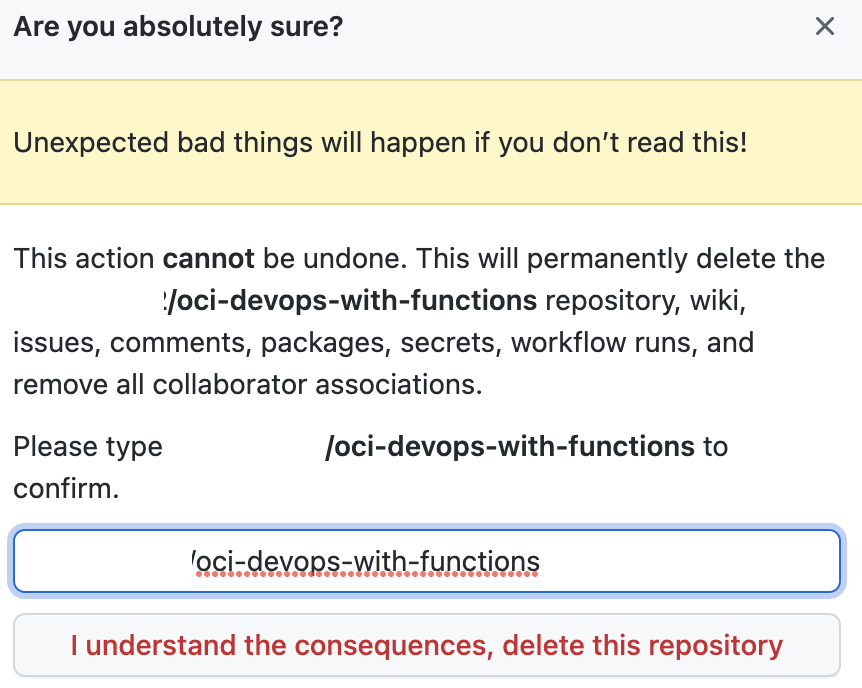 Are you absolutely sure?
Unexpected bad things will happen if you don’t read this!
This action cannot be undone. This will permanently delete the
/oci-devops-with-functions repository, wiki,
issues, comments, packages, secrets, workflow runs, and
remove all collaborator associations.
Please type /oci-devops-with-functions to
confirm.
/oci-devops-with-functions
I understand the consequences, delete this repository